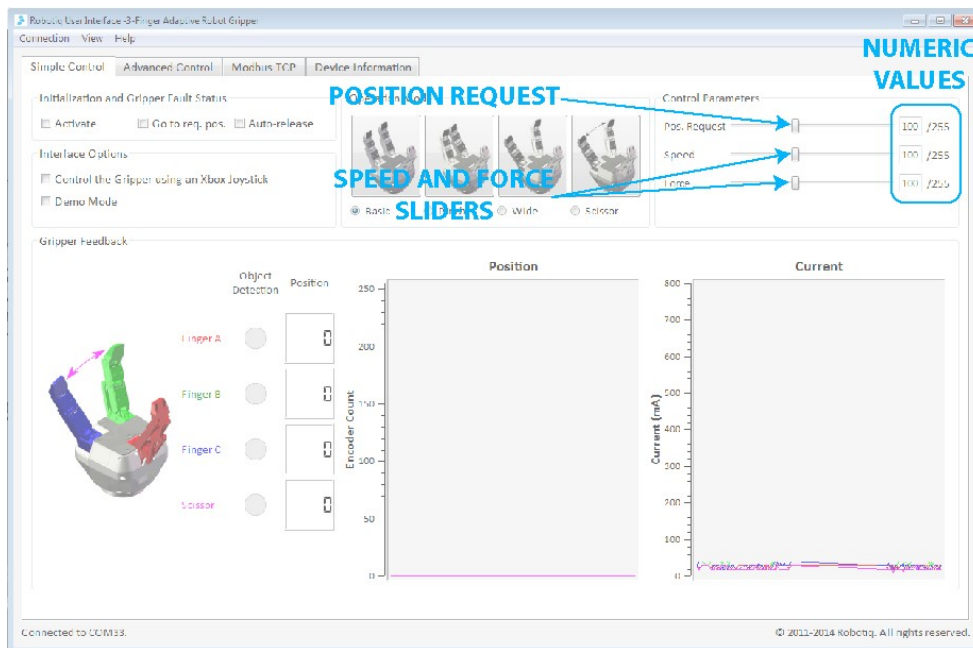 Robotiq User Interface -3-Finger Adaptive Robot Gripper
Connection View Help
Simple Control Advanced Control Modbus TCP Device Information
NUMERIC
VALUES
Initialization and Gripper Fault Status
Activate Go to req. pos. Auto-release
Interface Options
Control the Gripper using an Xbox Joystick
Demo Mode
POSITION REQUEST
SPEED AND FORCE
SLIDERS
Basic Wide Scissor
Control Parameters
Pos. Request 100 /255
Speed 100 /255
Force 100 /255
Gripper Feedback
Object
Detection
Position
Finger A 0
Finger B 0
Finger C 0
Scissor 0
Position
Encoder Count
250
200
150
100
50
0
Current
Current (mA)
800
700
600
500
400
300
200
100
0
Connected to COM33.
© 2011-2014 Robotiq. All rights reserved.